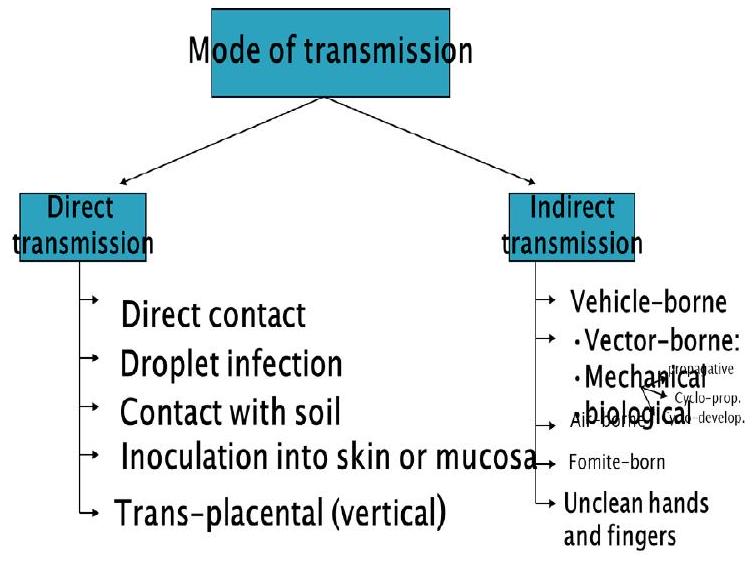 Mode of transmission
Direct
transmission
Direct contact
Droplet infection
Contact with soil
Inoculation into skin or mucosa
Trans-placental (vertical)
Indirect
transmission
Vehicle-borne
• Vector-borne:
• Mechanical
• biological
propagative
Cyclo-prop.
Cyclo-develop.
Air-borne
Fomite-born
Unclean hands
and fingers